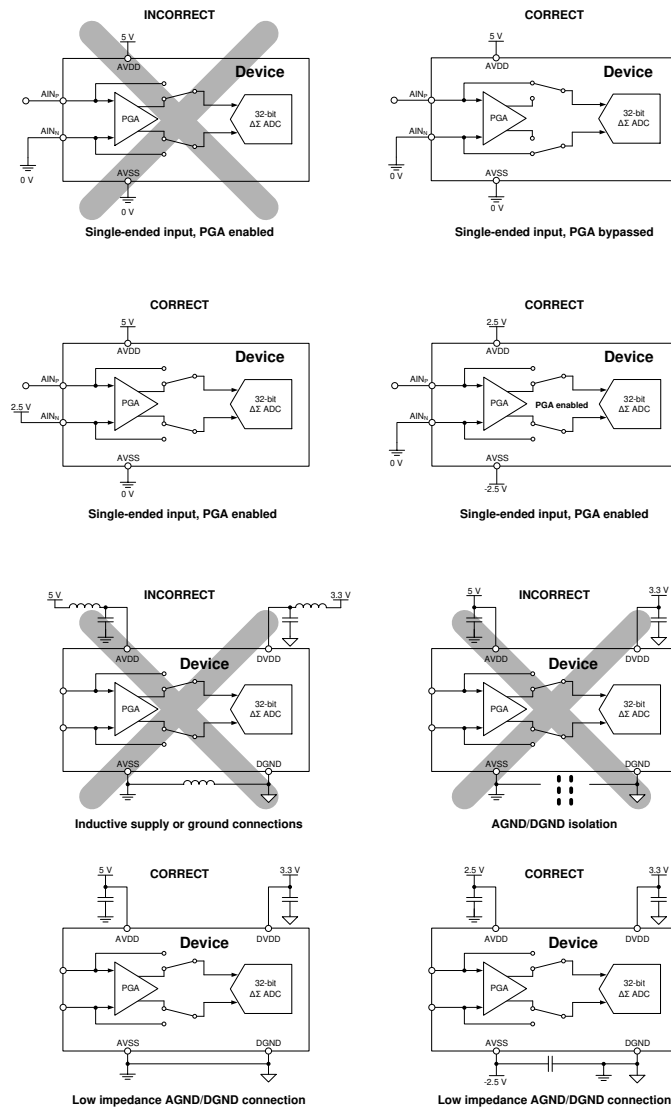 INCORRECT
5 V
AVDD
Device
AINP
AINN
PGA
32-bit
ΔΣ ADC
0 V
AVSS
0 V
Single-ended input, PGA enabled
CORRECT
5 V
AVDD
Device
AINP
AINN
PGA
32-bit
ΔΣ ADC
0 V
AVSS
0 V
Single-ended input, PGA bypassed
CORRECT
5 V
AVDD
Device
AINP
2.5 V
AINN
PGA
32-bit
ΔΣ ADC
AVSS
0 V
Single-ended input, PGA enabled
CORRECT
2.5 V
AVDD
Device
AINP
AINN
PGA
PGA enabled
32-bit
ΔΣ ADC
0 V
AVSS
-2.5 V
Single-ended input, PGA enabled
INCORRECT
5 V
3.3 V
AVDD
DVDD
Device
PGA
32-bit
ΔΣ ADC
AVSS
DGND
Inductive supply or ground connections
INCORRECT
5 V
3.3 V
AVDD
DVDD
Device
PGA
32-bit
ΔΣ ADC
AVSS
DGND
AGND/DGND isolation
CORRECT
5 V
3.3 V
AVDD
DVDD
Device
PGA
32-bit
ΔΣ ADC
AVSS
DGND
Low impedance AGND/DGND connection
CORRECT
2.5 V
3.3 V
AVDD
DVDD
Device
PGA
32-bit
ΔΣ ADC
AVSS
DGND
-2.5 V
Low impedance AGND/DGND connection